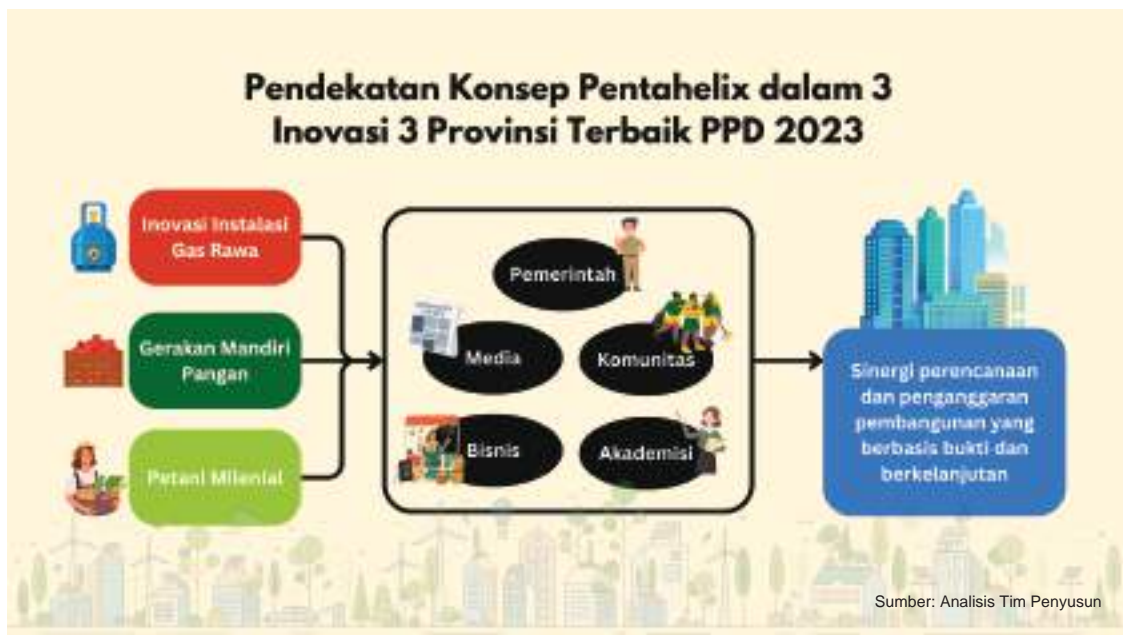 Pendekatan Konsep Pentahelix dalam 3
Inovasi 3 Provinsi Terbaik PPD 2023
Inovasi Instalasi
Gas Rawa
Gerakan Mandiri
Pangan
Petani Milenial
Pemerintah
Media
Komunitas
Bisnis
Akademisi
Sinergi perencanaan
dan penganggaran
pembangunan yang
berbasis bukti dan
berkelanjutan
Sumber: Analisis Tim Penyusun